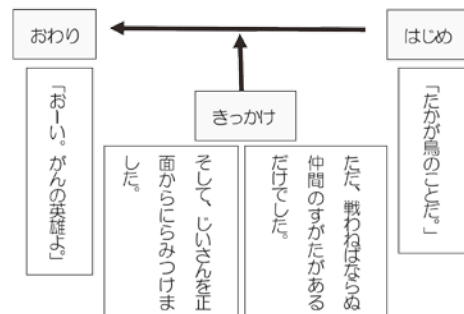 はじめ
「たかが鳥のことだ。」
きっかけ
ただ、戦わねばならぬ
仲間のすがたがある
だけでした。
そして、じいさんを正
面からにらみつけま
した。
おわり
「おーい。がんの英雄よ。」